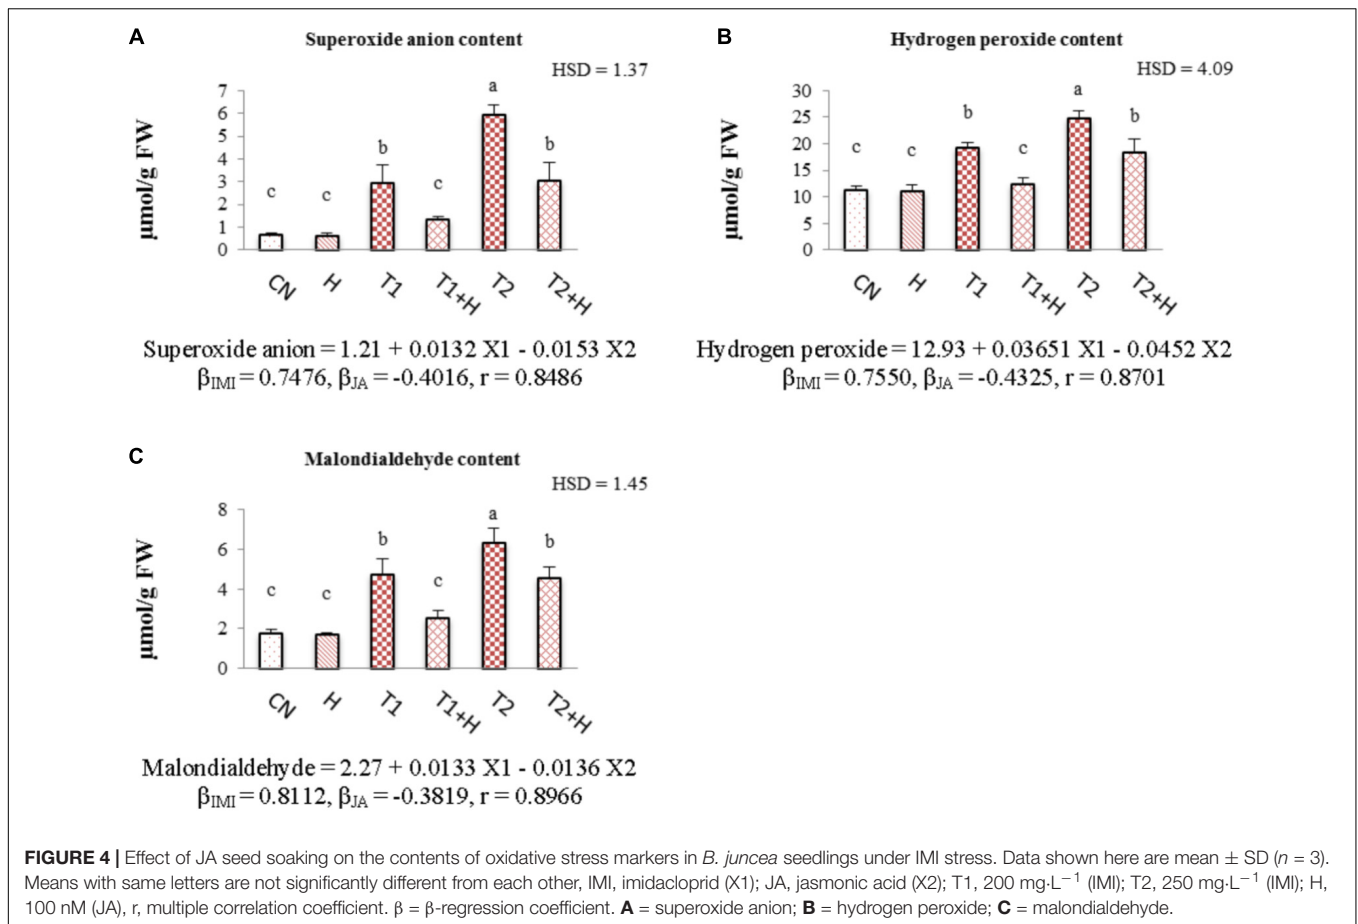 A
Superoxide anion content
HSD = 1.37
µmol/g FW
7
6
5
4
3
2
1
0
c
c
b
c
a
b
CN
H
T1
T1+H
T2
T2+H
Superoxide anion = 1.21 + 0.0132 X1 - 0.0153 X2
βIMI = 0.7476, βJA = -0.4016, r = 0.8486
B
Hydrogen peroxide content
HSD = 4.09
µmol/g FW
30
25
20
15
10
5
0
c
c
b
c
a
b
CN
H
T1
T1+H
T2
T2+H
Hydrogen peroxide = 12.93 + 0.03651 X1 - 0.0452 X2
βIMI = 0.7550, βJA = -0.4325, r = 0.8701
C
Malondialdehyde content
HSD = 1.45
µmol/g FW
8
6
4
2
0
c
c
b
c
a
b
CN
H
T1
T1+H
T2
T2+H
Malondialdehyde = 2.27 + 0.0133 X1 - 0.0136 X2
βIMI = 0.8112, βJA = -0.3819, r = 0.8966
FIGURE 4 | Effect of JA seed soaking on the contents of oxidative stress markers in B. juncea seedlings under IMI stress. Data shown here are mean ± SD (n = 3).
Means with same letters are not significantly different from each other, IMI, imidacloprid (X1); JA, jasmonic acid (X2); T1, 200 mg·L⁻¹ (IMI); T2, 250 mg·L⁻¹ (IMI); H,
100 nM (JA), r, multiple correlation coefficient. β = β-regression coefficient. A = superoxide anion; B = hydrogen peroxide; C = malondialdehyde.